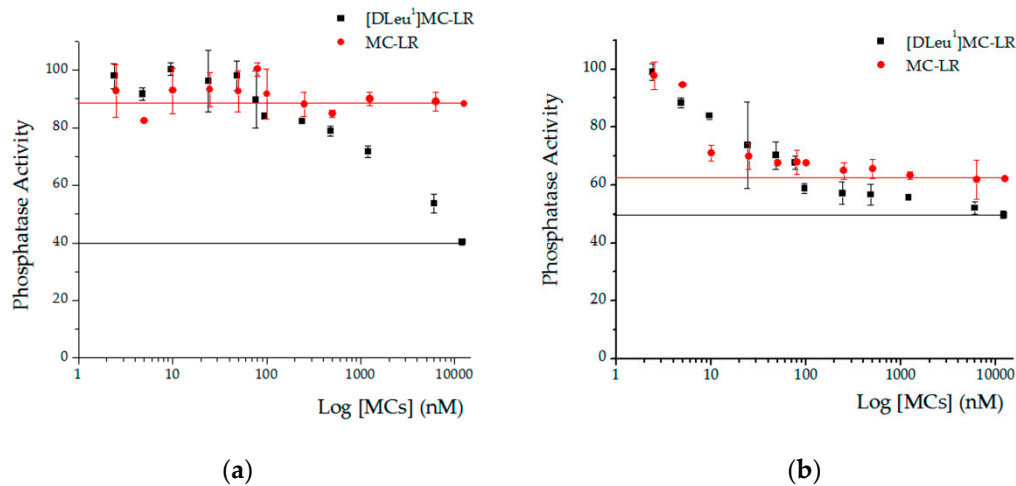 [DLeu¹]MC-LR
MC-LR
100
80
60
40
20
0
Phosphatase Activity
1
10
100
1000
10000
Log [MCs] (nM)
(a)
[DLeu¹]MC-LR
MC-LR
100
80
60
40
20
0
Phosphatase Activity
1
10
100
1000
10000
Log [MCs] (nM)
(b)